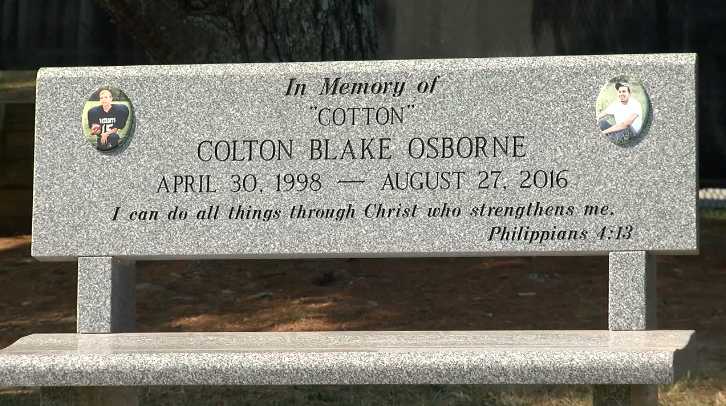 In Memory of
"COTTON"
COLTON BLAKE OSBORNE
APRIL 30, 1998 — AUGUST 27, 2016
I can do all things through Christ who strengthens me.
Philippians 4:13
15